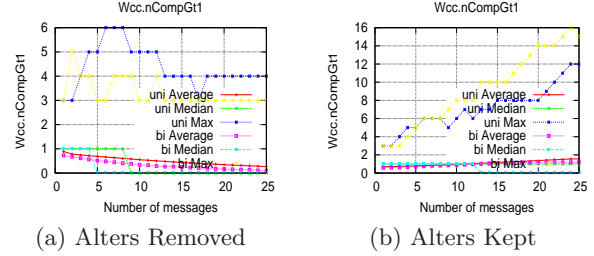 Wcc.nCompGt1
Wcc.nCompGt1
6
5
4
3
2
1
0
0 5 10 15 20 25
Number of messages
uni Average
uni Median
uni Max
bi Average
bi Median
bi Max
(a) Alters Removed
Wcc.nCompGt1
Wcc.nCompGt1
16
14
12
10
8
6
4
2
0
0 5 10 15 20 25
Number of messages
uni Average
uni Median
uni Max
bi Average
bi Median
bi Max
(b) Alters Kept